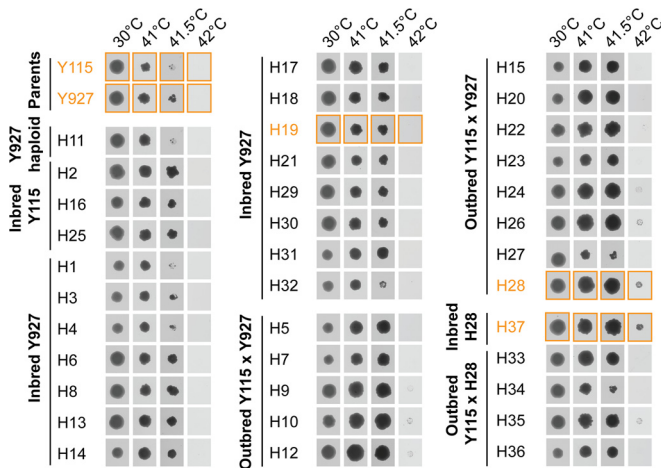 30°C 41°C 41.5°C 42°C
Parents
Y115
Y927
Y927
haploid
H11
Inbred
Y115
H2
H16
H25
Inbred Y927
H1
H3
H4
H6
H8
H13
H14
30°C 41°C 41.5°C 42°C
Inbred Y927
H17
H18
H19
H21
H29
H30
H31
H32
Outbred Y115 x Y927
H5
H7
H9
H10
H12
30°C 41°C 41.5°C 42°C
Outbred Y115 x Y927
H15
H20
H22
H23
H24
H26
H27
H28
Inbred
H28
H37
Outbred
Y115 x H28
H33
H34
H35
H36